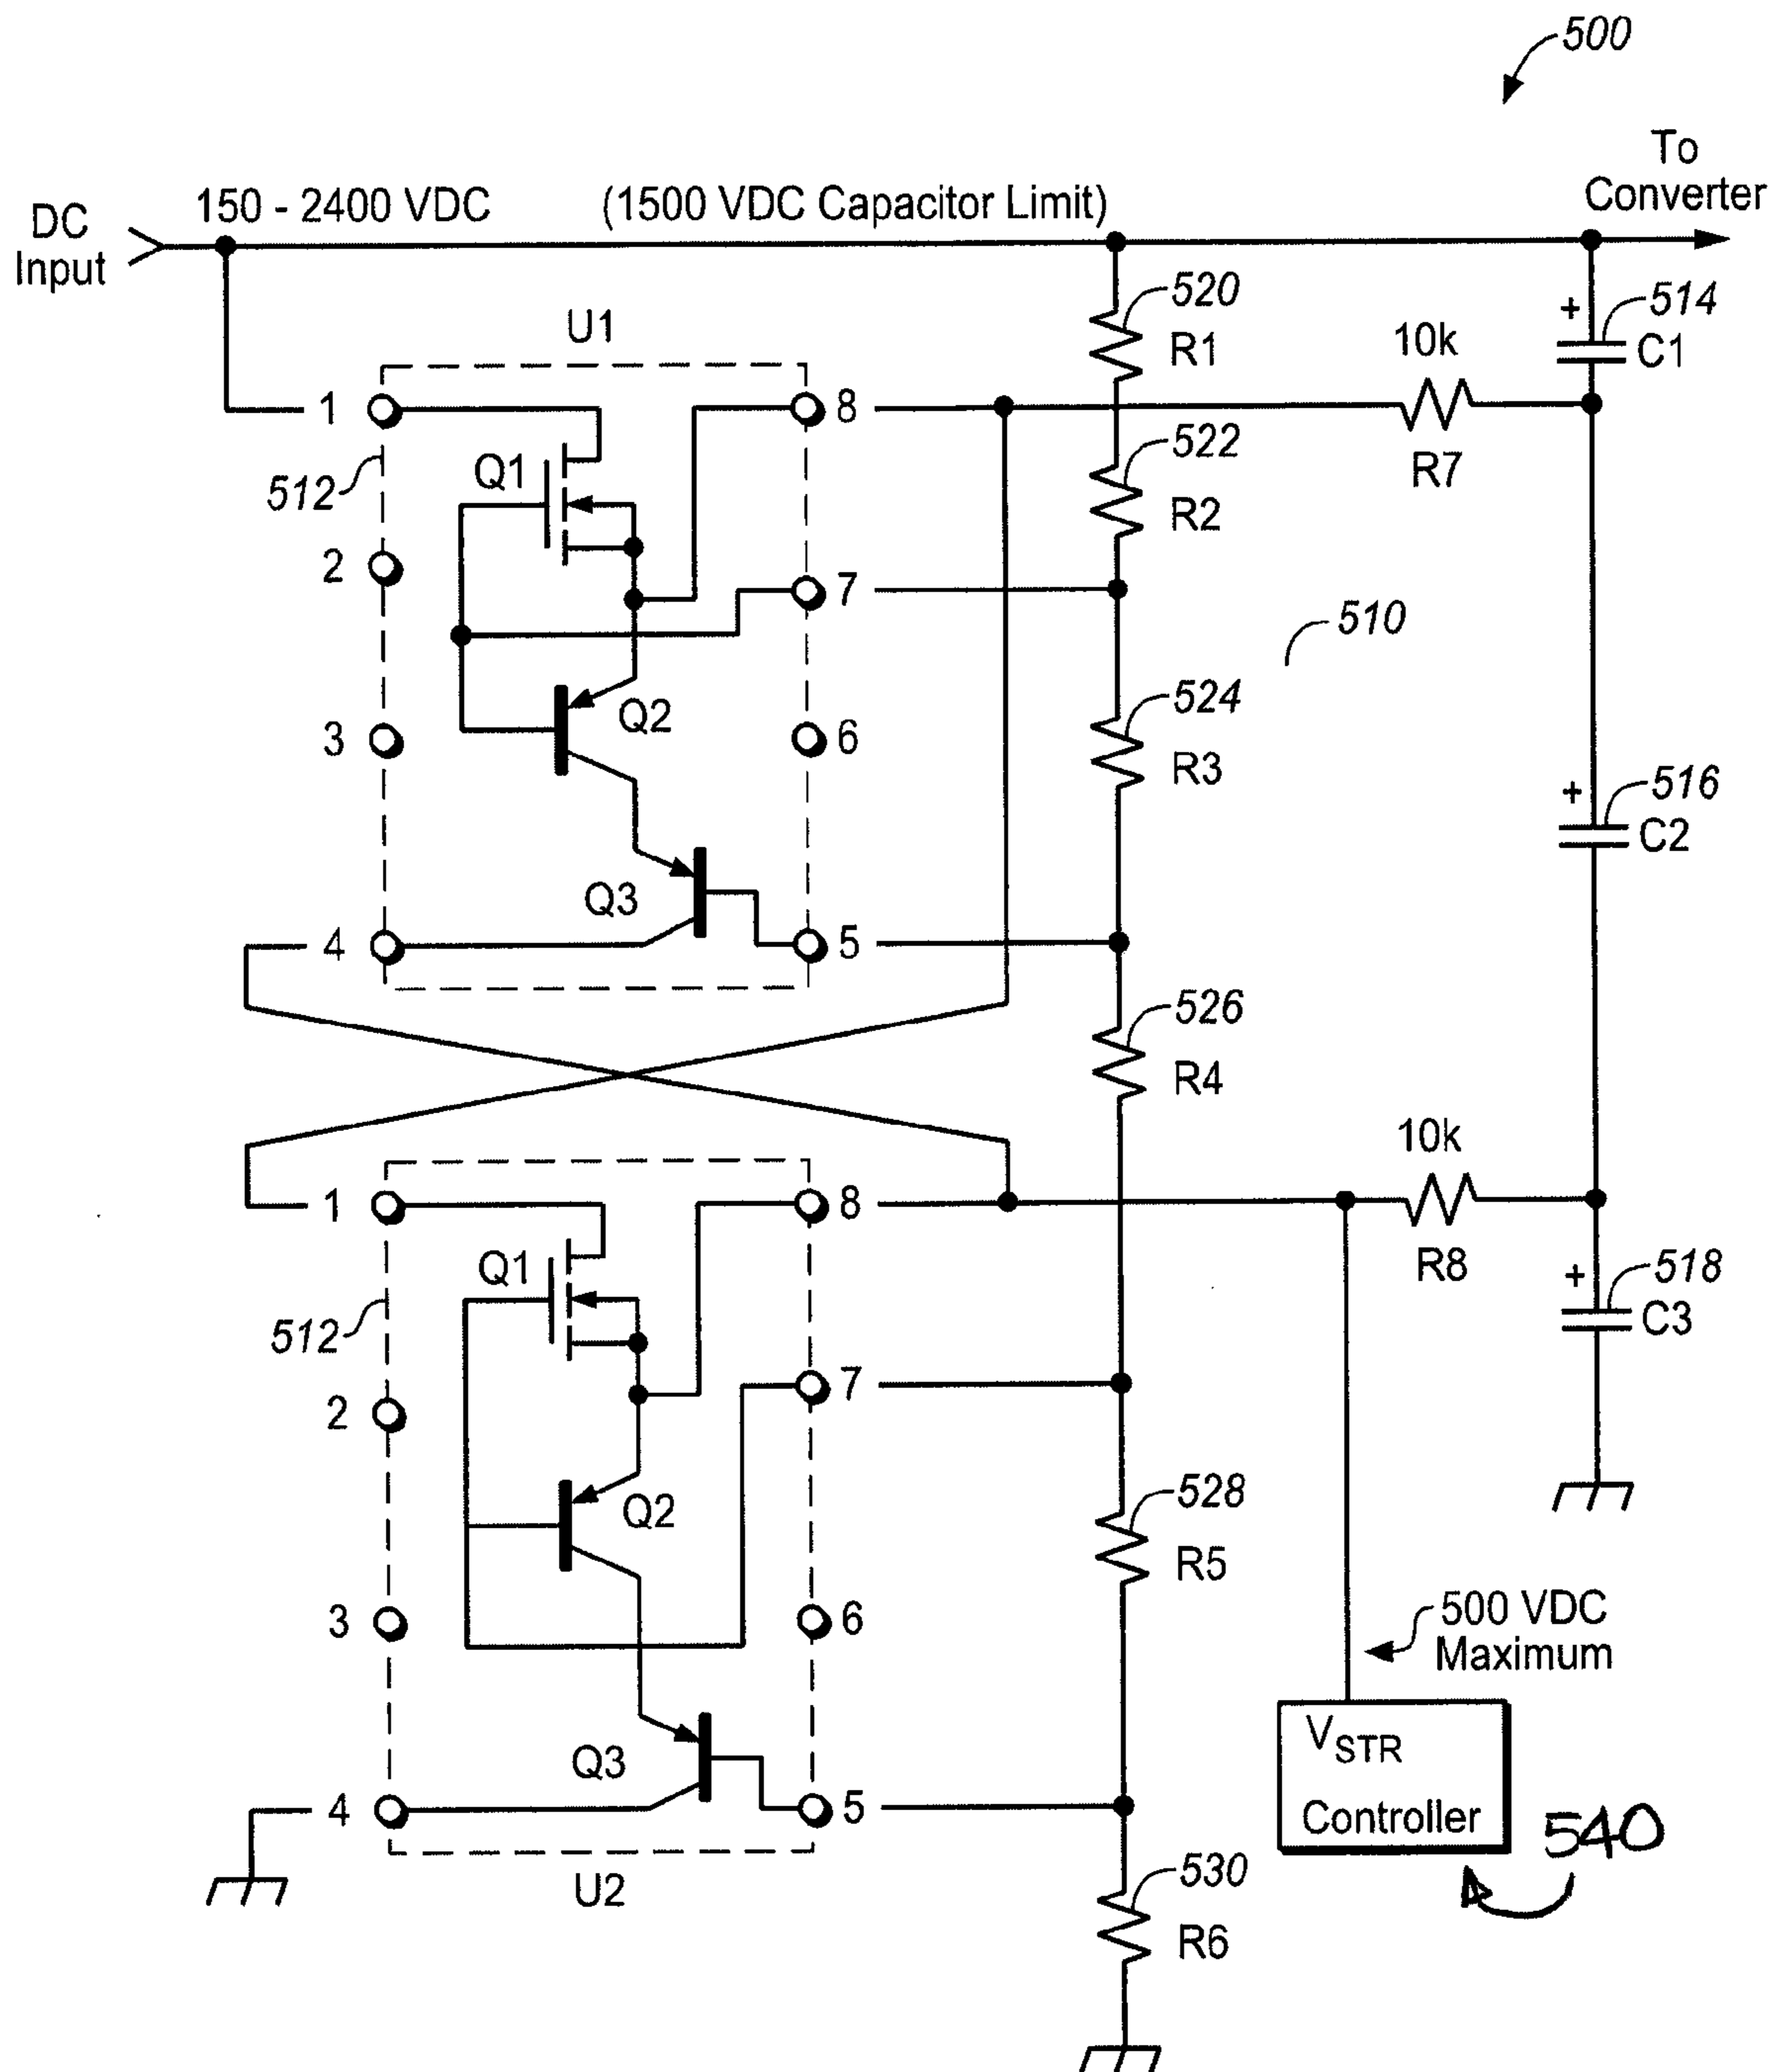 500
To
Converter
DC
Input
150 - 2400 VDC
(1500 VDC Capacitor Limit)
520
R1
+
514
C1
10k
R7
U1
1
8
Q1
512
522
R2
2
7
510
Q2
3
6
524
R3
+
516
C2
Q3
4
5
526
R4
10k
R8
1
8
Q1
512
+
518
C3
2
7
Q2
528
R5
3
6
500 VDC
Maximum
Q3
VSTR
Controller
540
4
5
U2
530
R6